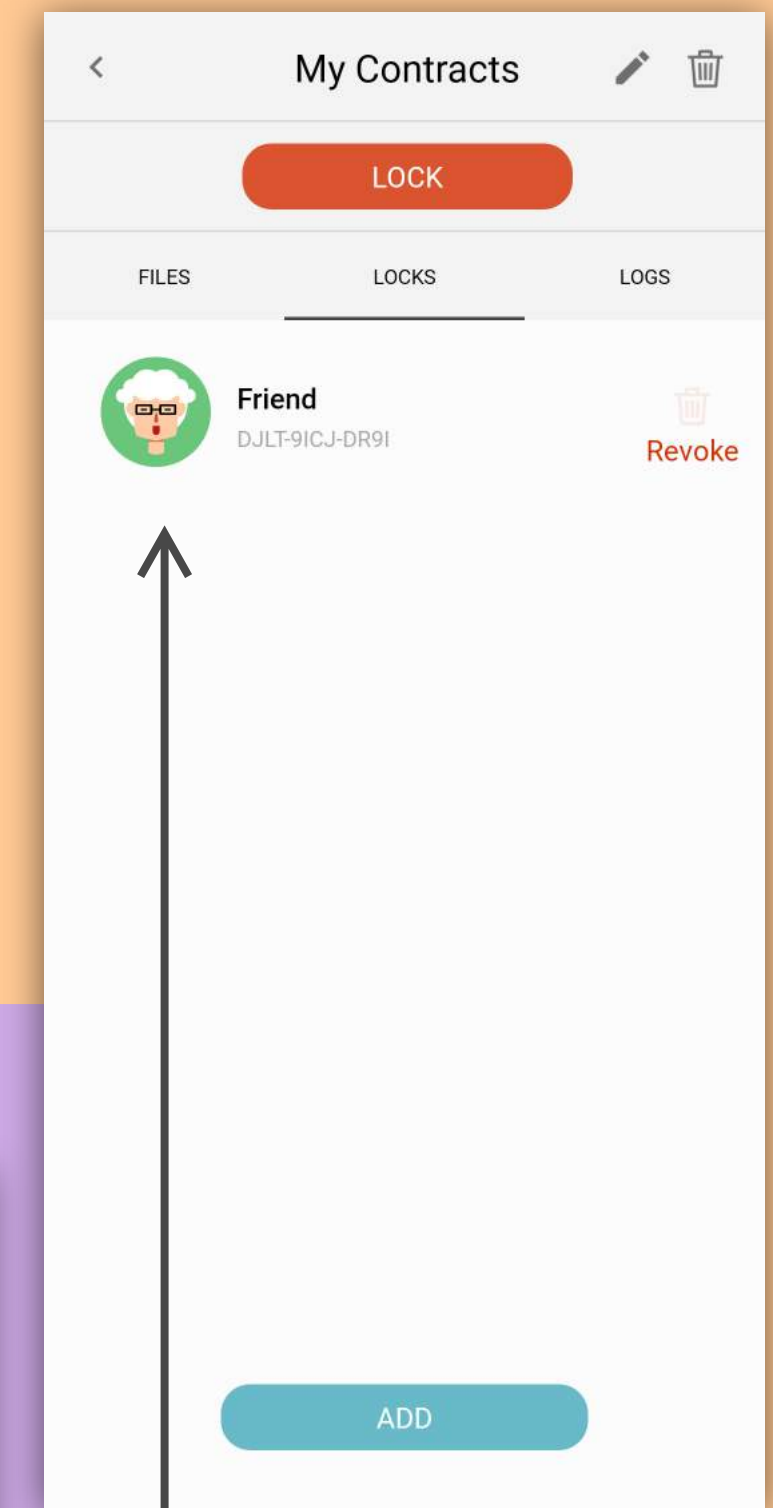 My Contracts
LOCK
FILES LOCKS LOGS
Friend
DJLT-9ICJ-DR9I
Revoke
ADD